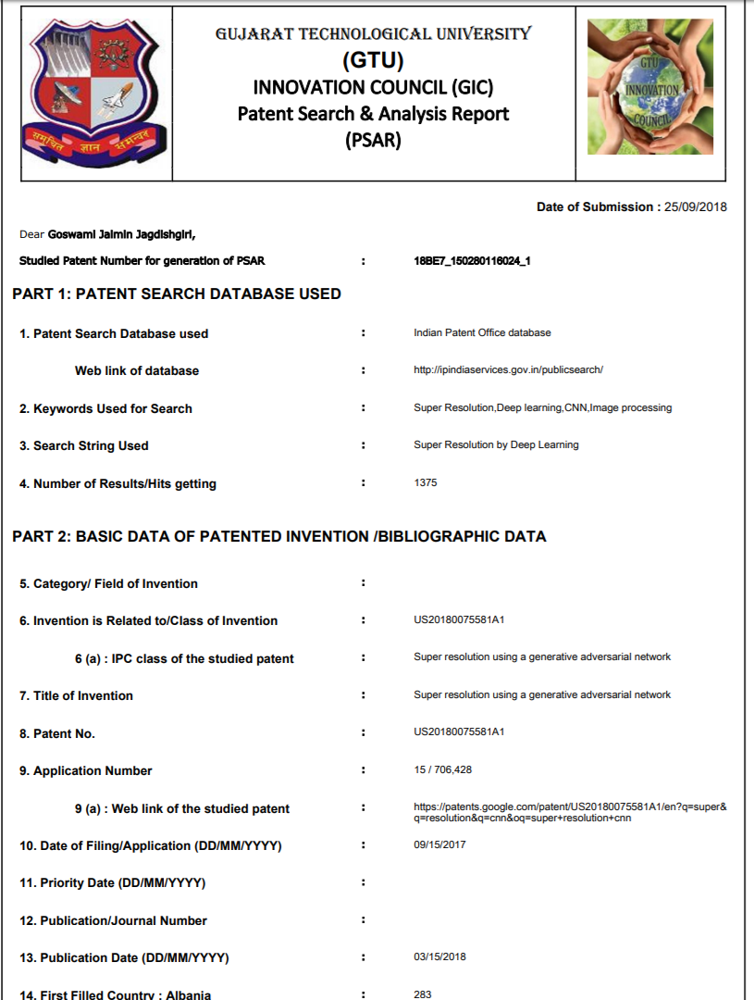 GUJARAT TECHNOLOGICAL UNIVERSITY
(GTU)
INNOVATION COUNCIL (GIC)
Patent Search & Analysis Report
(PSAR)
समन्वित ज्ञान समन्वय
GTU
INNOVATION
COUNCIL
Date of Submission : 25/09/2018
Dear Goswami Jaimin Jagdishgiri,
Studied Patent Number for generation of PSAR : 18BE7_150280116024_1
PART 1: PATENT SEARCH DATABASE USED
1. Patent Search Database used : Indian Patent Office database
Web link of database : http://ipindiaservices.gov.in/publicsearch/
2. Keywords Used for Search : Super Resolution,Deep learning,CNN,Image processing
3. Search String Used : Super Resolution by Deep Learning
4. Number of Results/Hits getting : 1375
PART 2: BASIC DATA OF PATENTED INVENTION /BIBLIOGRAPHIC DATA
5. Category/ Field of Invention :
6. Invention is Related to/Class of Invention : US20180075581A1
6 (a) : IPC class of the studied patent : Super resolution using a generative adversarial network
7. Title of Invention : Super resolution using a generative adversarial network
8. Patent No. : US20180075581A1
9. Application Number : 15 / 706,428
9 (a) : Web link of the studied patent : https://patents.google.com/patent/US20180075581A1/en?q=super&
q=resolution&q=cnn&oq=super+resolution+cnn
10. Date of Filing/Application (DD/MM/YYYY) : 09/15/2017
11. Priority Date (DD/MM/YYYY) :
12. Publication/Journal Number :
13. Publication Date (DD/MM/YYYY) : 03/15/2018
14. First Filled Country : Albania : 283